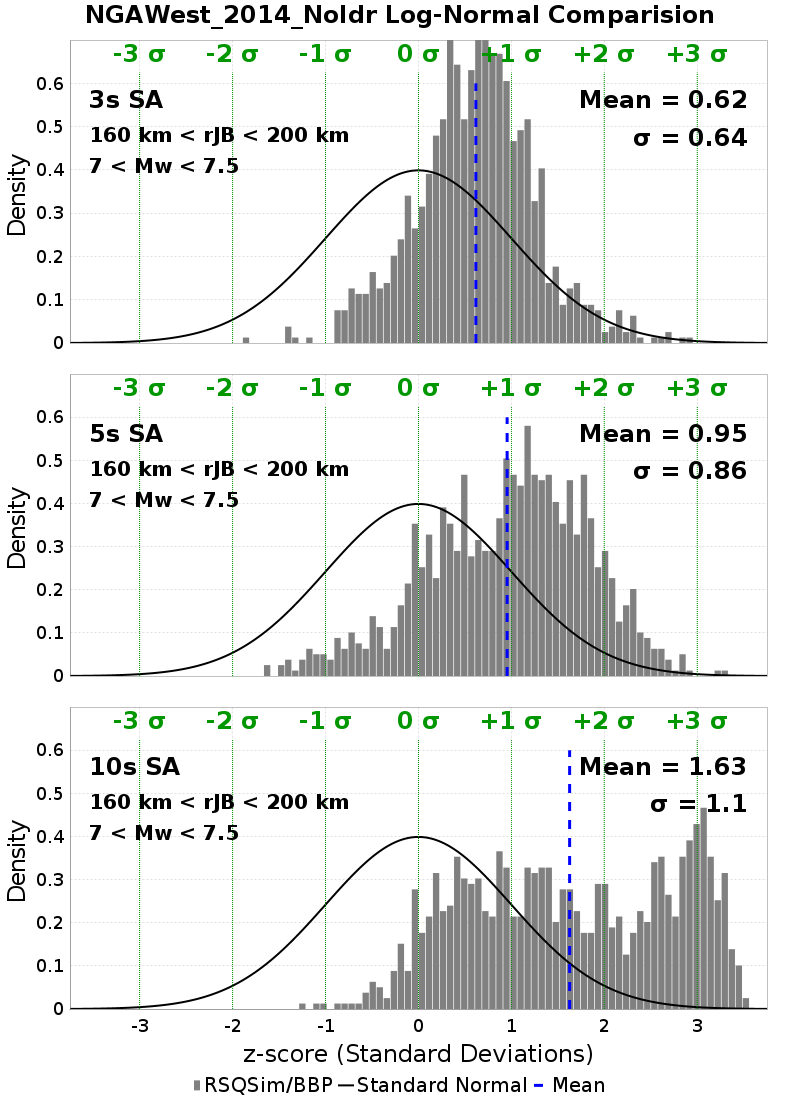 NGAWest_2014_NoIdr Log-Normal Comparision
-3 σ -2 σ -1 σ 0 σ +1 σ +2 σ +3 σ
3s SA
Mean = 0.62
160 km < rJB < 200 km
σ = 0.64
7 < Mw < 7.5
Density
0.6
0.5
0.4
0.3
0.2
0.1
0
-3 σ -2 σ -1 σ 0 σ +1 σ +2 σ +3 σ
5s SA
Mean = 0.95
160 km < rJB < 200 km
σ = 0.86
7 < Mw < 7.5
Density
0.6
0.5
0.4
0.3
0.2
0.1
0
-3 σ -2 σ -1 σ 0 σ +1 σ +2 σ +3 σ
10s SA
Mean = 1.63
160 km < rJB < 200 km
σ = 1.1
7 < Mw < 7.5
Density
0.6
0.5
0.4
0.3
0.2
0.1
0
-3 -2 -1 0 1 2 3
z-score (Standard Deviations)
RSQSim/BBP Standard Normal Mean